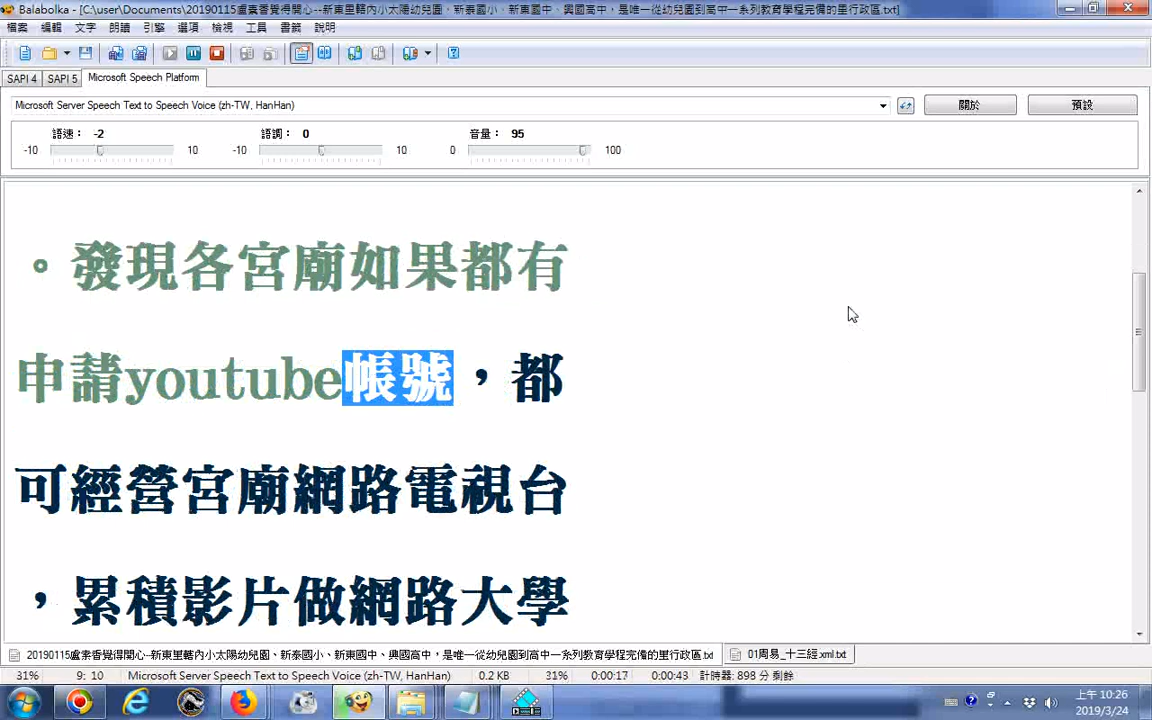 Balabolka - [C:\user\Documents\20190115盧素香覺得開心--新東里轄內小太陽幼兒園、新泰國小、新東國中、興國高中，是唯一從幼兒園到高中一系列教育學程完備的里行政區.txt]
檔案 編輯 文字 朗讀 引擎 選項 檢視 工具 書籤 說明
SAPI 4 SAPI 5 Microsoft Speech Platform
Microsoft Server Speech Text to Speech Voice (zh-TW, HanHan) 關於 預設
語速： -2 語調： 0 音量： 95
-10 10 -10 10 0 100
。發現各宮廟如果都有
申請youtube帳號，都
可經營宮廟網路電視台
，累積影片做網路大學
20190115盧素香覺得開心--新東里轄內小太陽幼兒園、新泰國小、新東國中、興國高中，是唯一從幼兒園到高中一系列教育學程完備的里行政區.txt 01周易_十三經.xml.txt
31% 9: 10 Microsoft Server Speech Text to Speech Voice (zh-TW, HanHan) 0.2 KB 31% 0:00:17 0:00:43 計時器: 898 分 剩餘
上午 10:26
2019/3/24